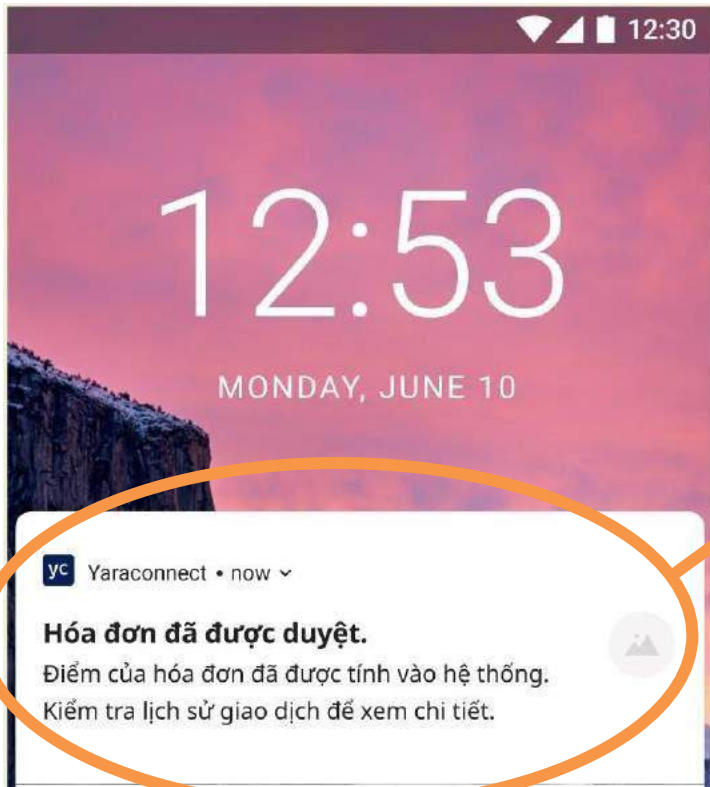 12:30
12:53
MONDAY, JUNE 10
yc Yaraconnect • now
Hóa đơn đã được duyệt.
Điểm của hóa đơn đã được tính vào hệ thống.
Kiểm tra lịch sử giao dịch để xem chi tiết.